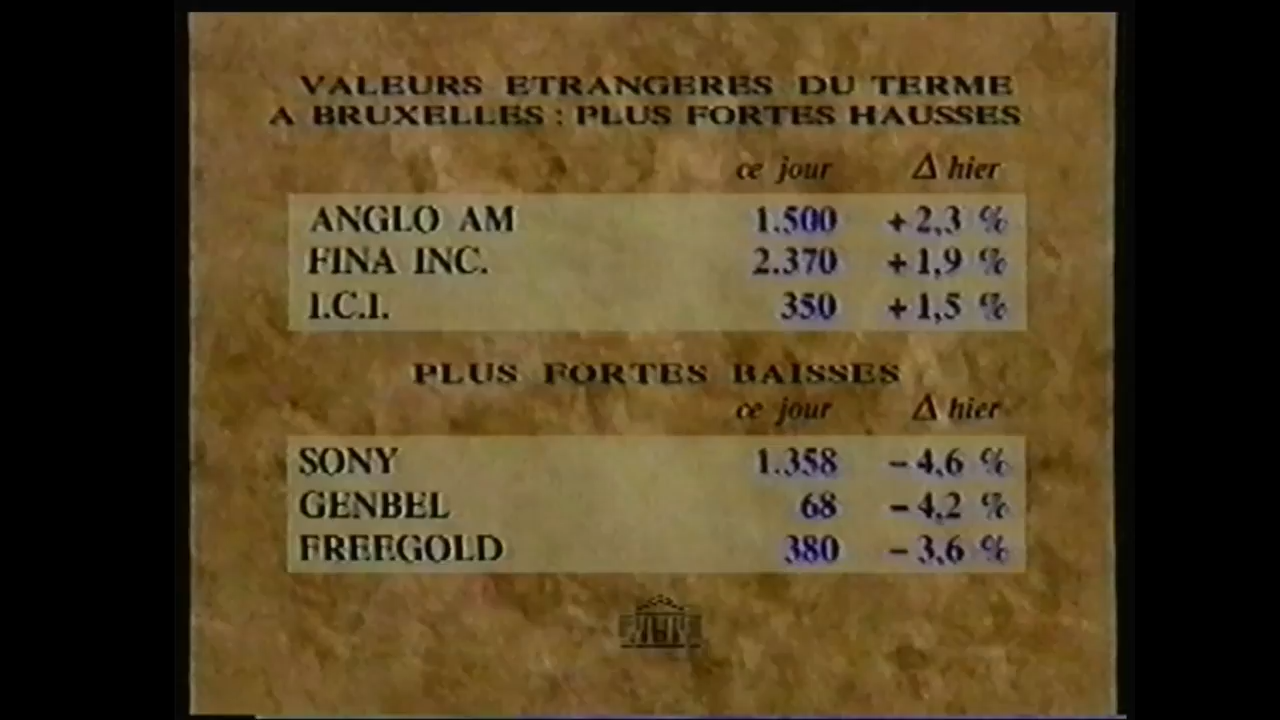 VALEURS ETRANGERES DU TERME
A BRUXELLES : PLUS FORTES HAUSSES
ce jour Δ hier
ANGLO AM 1.500 + 2,3 %
FINA INC. 2.370 + 1,9 %
I.C.I. 350 + 1,5 %
PLUS FORTES BAISSES
ce jour Δ hier
SONY 1.358 - 4,6 %
GENBEL 68 - 4,2 %
FREEGOLD 380 - 3,6 %